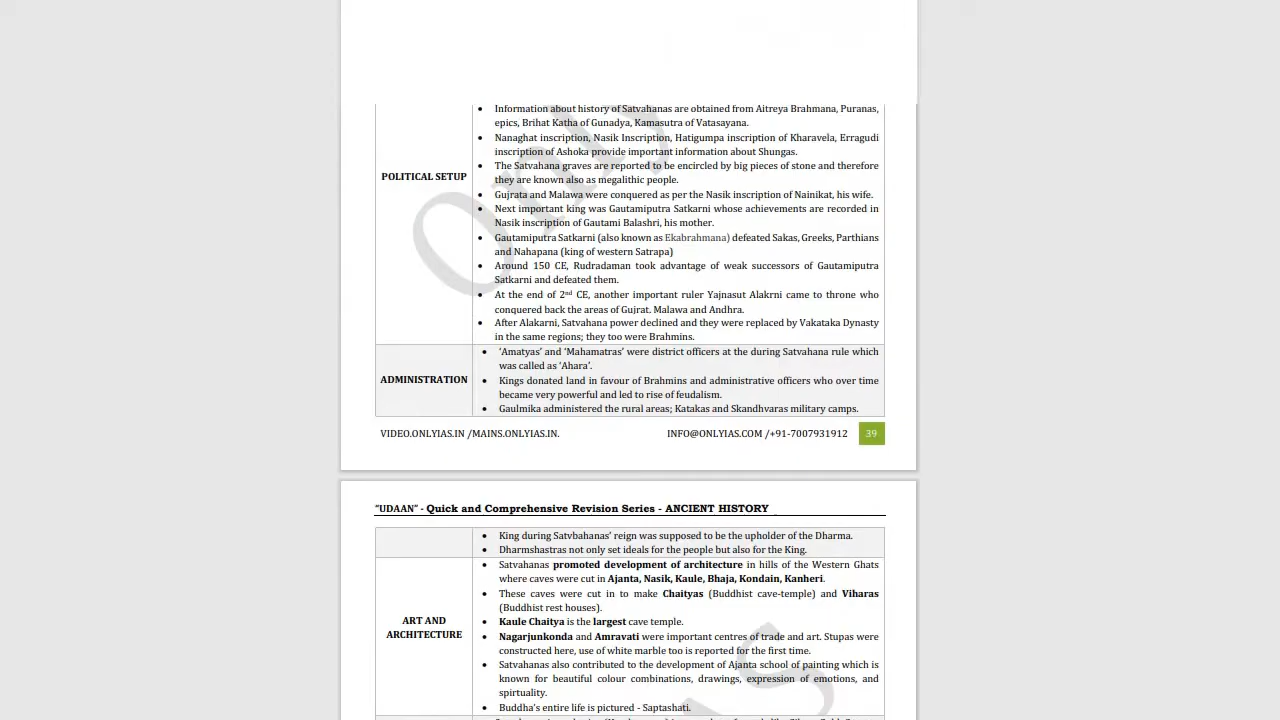 Information about history of Satvahanas are obtained from Aitreya Brahmana, Puranas,
epics, Brihat Katha of Gunadya, Kamasutra of Vatasayana.
Nanaghat inscription, Nasik Inscription, Hatigumpa inscription of Kharavela, Erragudi
inscription of Ashoka provide important information about Shungas.
The Satvahana graves are reported to be encircled by big pieces of stone and therefore
POLITICAL SETUP
they are known also as megalithic people.
Gujrata and Malawa were conquered as per the Nasik inscription of Nainikat, his wife.
Next important king was Gautamiputra Satkarni whose achievements are recorded in
Nasik inscription of Gautami Balashri, his mother.
Gautamiputra Satkarni (also known as Ekabrahmana) defeated Sakas, Greeks, Parthians
and Nahapana (king of western Satrapa)
Around 150 CE, Rudradaman took advantage of weak successors of Gautamiputra
Satkarni and defeated them.
At the end of 2nd CE, another important ruler Yajnasut Alakrni came to throne who
conquered back the areas of Gujrat. Malawa and Andhra.
After Alakarni, Satvahana power declined and they were replaced by Vakataka Dynasty
in the same regions; they too were Brahmins.
ADMINISTRATION
‘Amatyas’ and ‘Mahamatras’ were district officers at the during Satvahana rule which
was called as ‘Ahara’.
Kings donated land in favour of Brahmins and administrative officers who over time
became very powerful and led to rise of feudalism.
Gaulmika administered the rural areas; Katakas and Skandhvaras military camps.
VIDEO.ONLYIAS.IN /MAINS.ONLYIAS.IN. INFO@ONLYIAS.COM /+91-7007931912 39
“UDAAN” - Quick and Comprehensive Revision Series - ANCIENT HISTORY
King during Satvbahanas’ reign was supposed to be the upholder of the Dharma.
Dharmshastras not only set ideals for the people but also for the King.
ART AND
ARCHITECTURE
Satvahanas promoted development of architecture in hills of the Western Ghats
where caves were cut in Ajanta, Nasik, Kaule, Bhaja, Kondain, Kanheri.
These caves were cut in to make Chaityas (Buddhist cave-temple) and Viharas
(Buddhist rest houses).
Kaule Chaitya is the largest cave temple.
Nagarjunkonda and Amravati were important centres of trade and art. Stupas were
constructed here, use of white marble too is reported for the first time.
Satvahanas also contributed to the development of Ajanta school of painting which is
known for beautiful colour combinations, drawings, expression of emotions, and
spirtuality.
Buddha’s entire life is pictured - Saptashati.
Only
AS